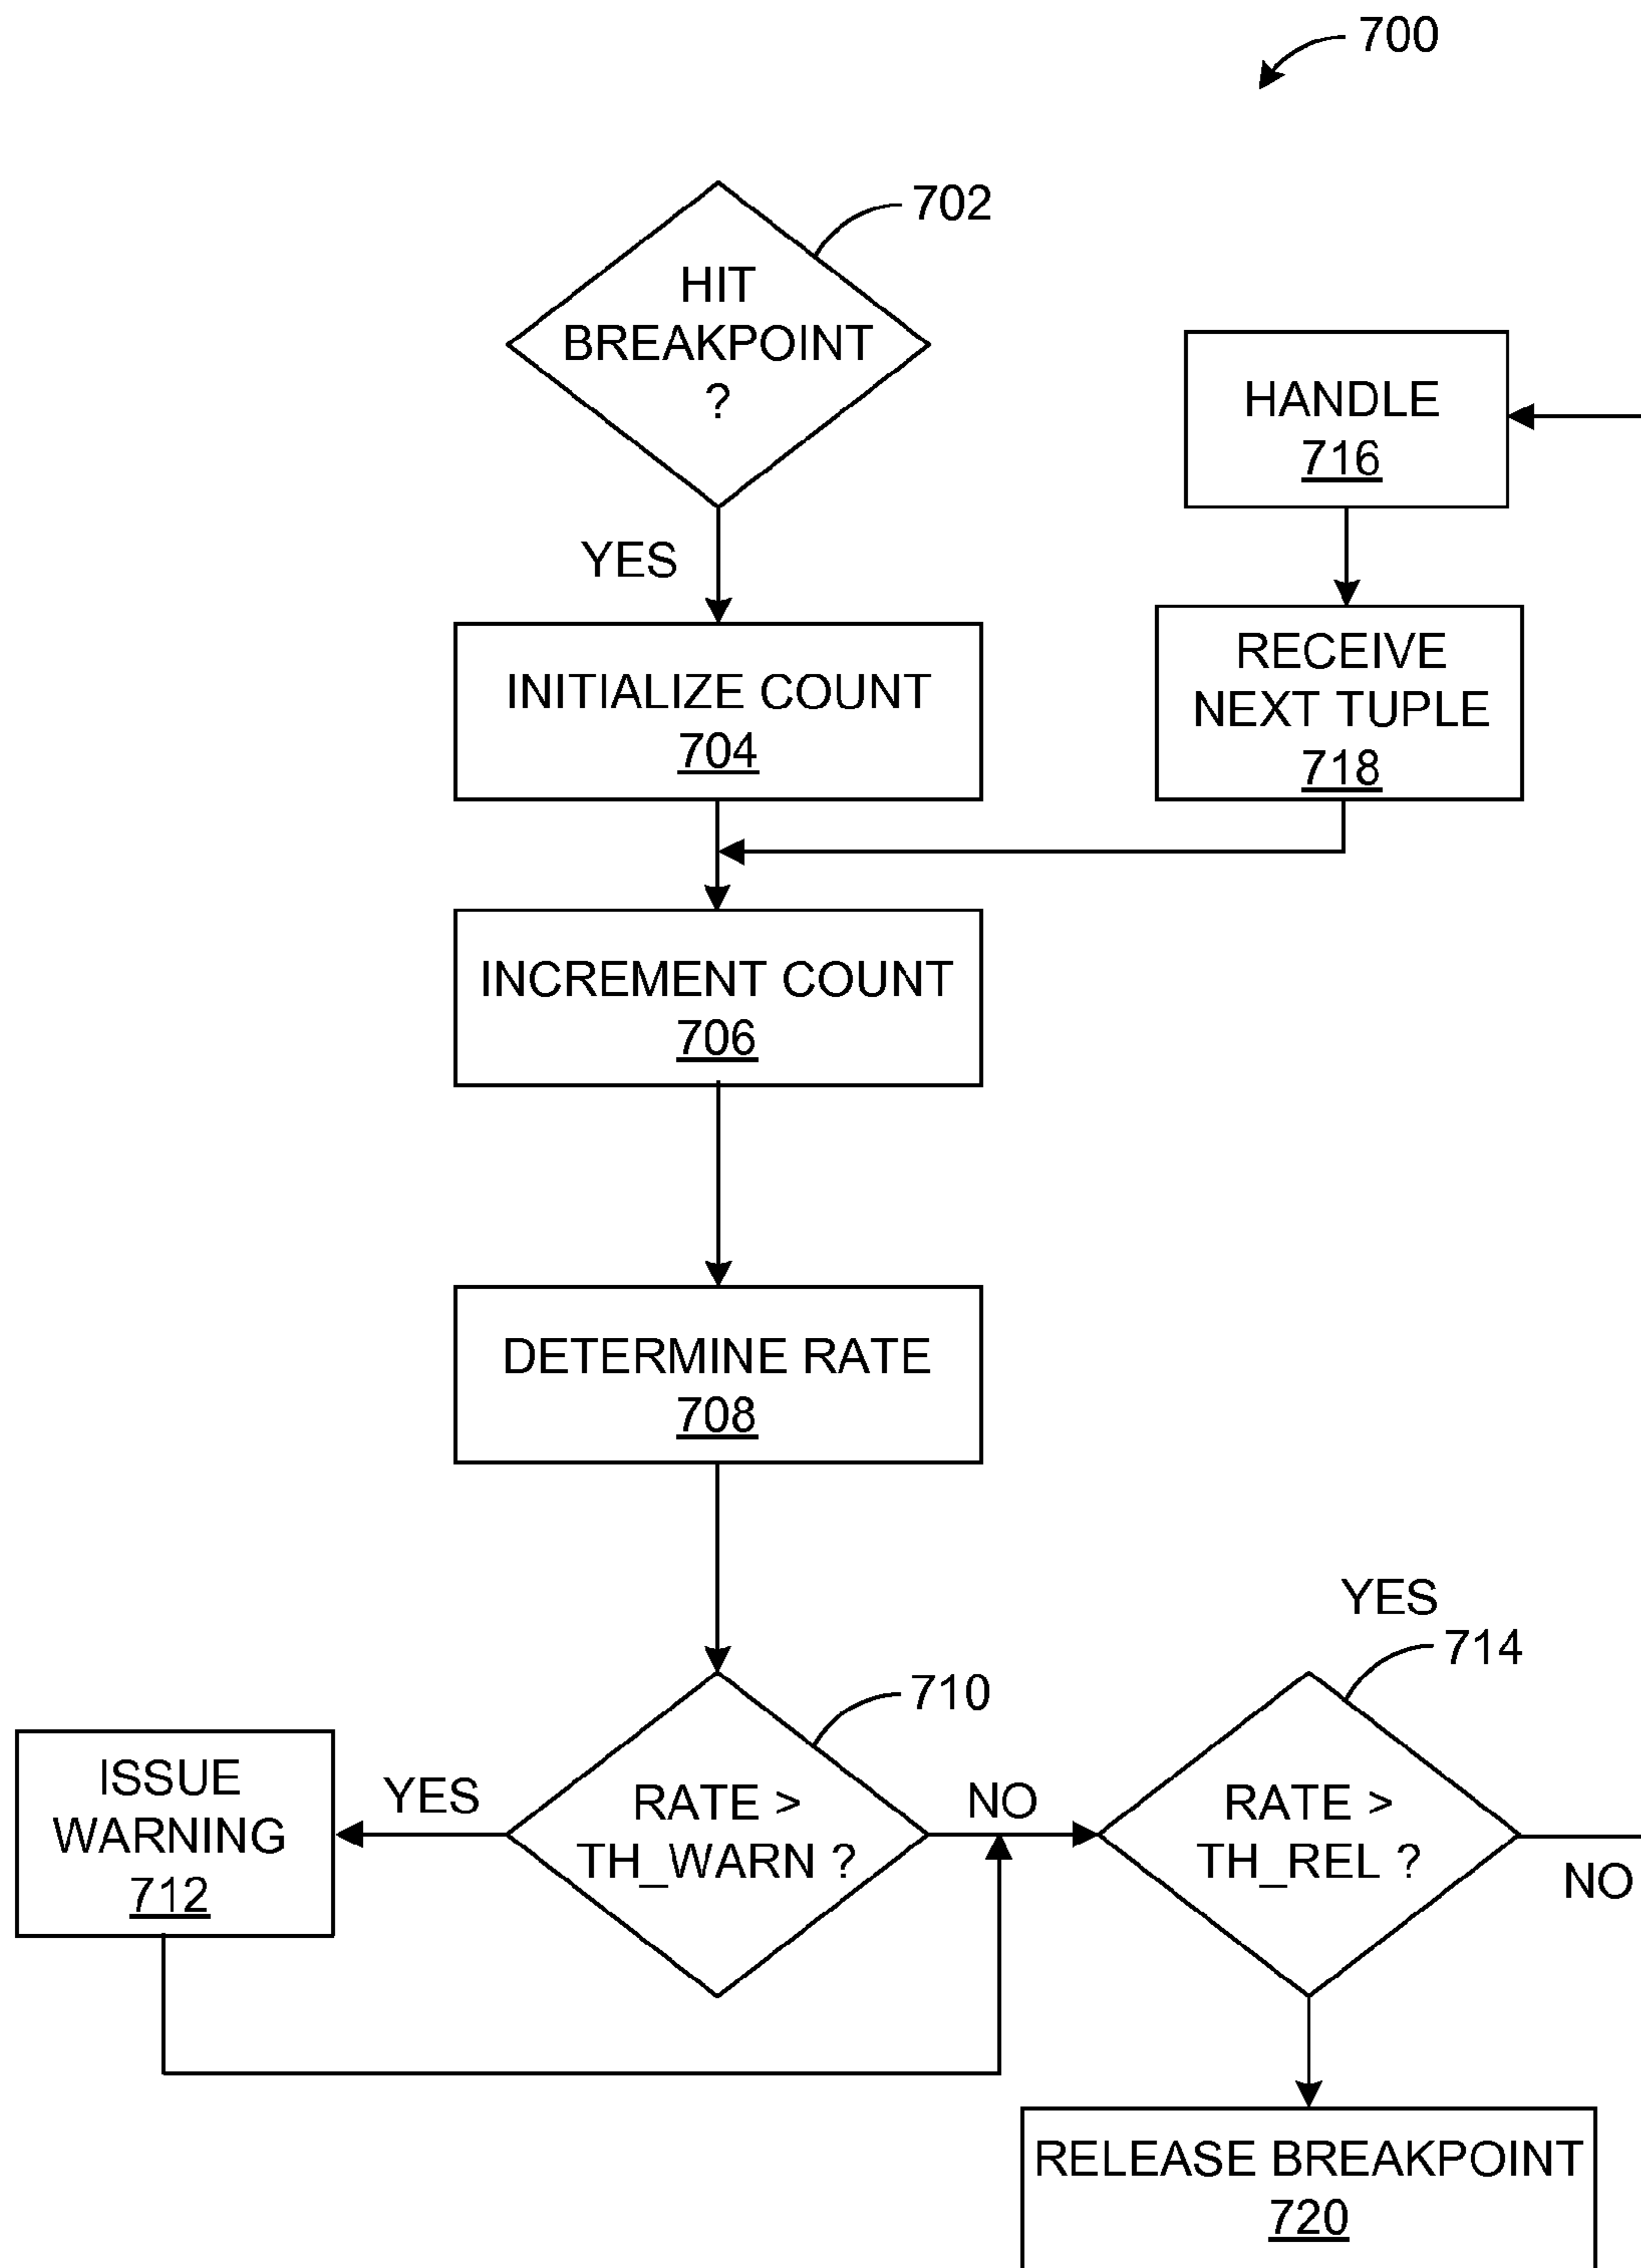 700
702
HIT
BREAKPOINT
?
YES
HANDLE
716
INITIALIZE COUNT
704
RECEIVE
NEXT TUPLE
718
INCREMENT COUNT
706
DETERMINE RATE
708
YES
714
710
ISSUE
WARNING
712
YES
RATE >
TH_WARN ?
NO
RATE >
TH_REL ?
NO
RELEASE BREAKPOINT
720